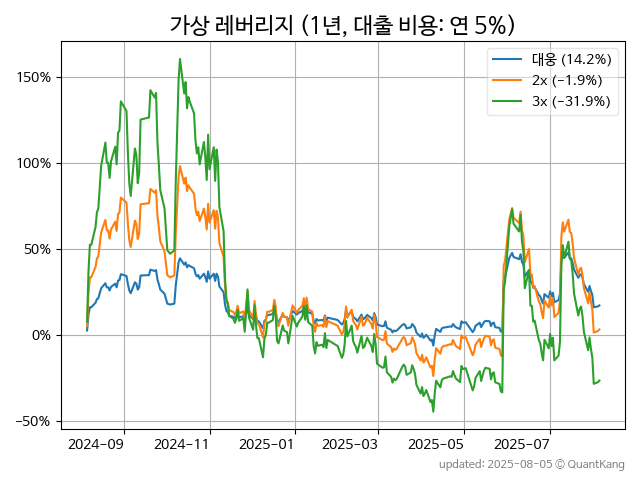 가상 레버리지 (1년, 대출 비용: 연 5%)
대웅 (14.2%)
2x (−1.9%)
3x (−31.9%)
150%
100%
50%
0%
−50%
2024-09 2024-11 2025-01 2025-03 2025-05 2025-07
updated: 2025-08-05 © QuantKang